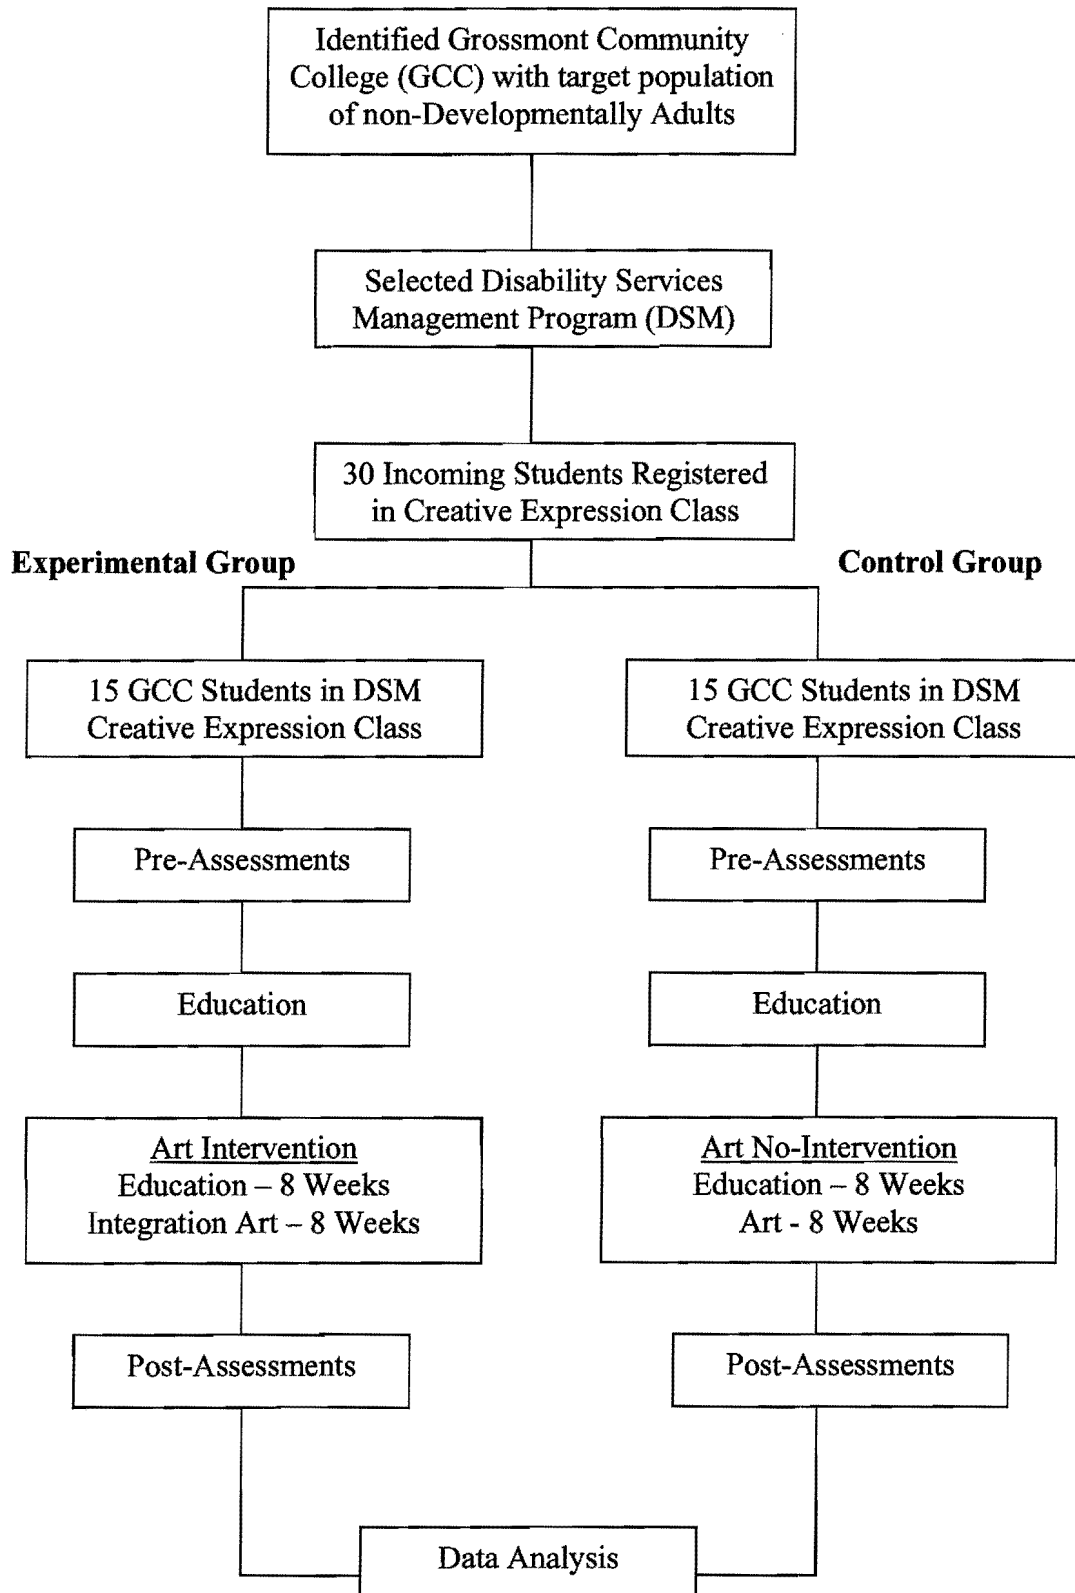 Identified Grossmont Community
College (GCC) with target population
of non-Developmentally Adults
Selected Disability Services
Management Program (DSM)
30 Incoming Students Registered
in Creative Expression Class
Experimental Group
Control Group
15 GCC Students in DSM
Creative Expression Class
15 GCC Students in DSM
Creative Expression Class
Pre-Assessments
Pre-Assessments
Education
Education
Art Intervention
Education – 8 Weeks
Integration Art – 8 Weeks
Art No-Intervention
Education – 8 Weeks
Art - 8 Weeks
Post-Assessments
Post-Assessments
Data Analysis